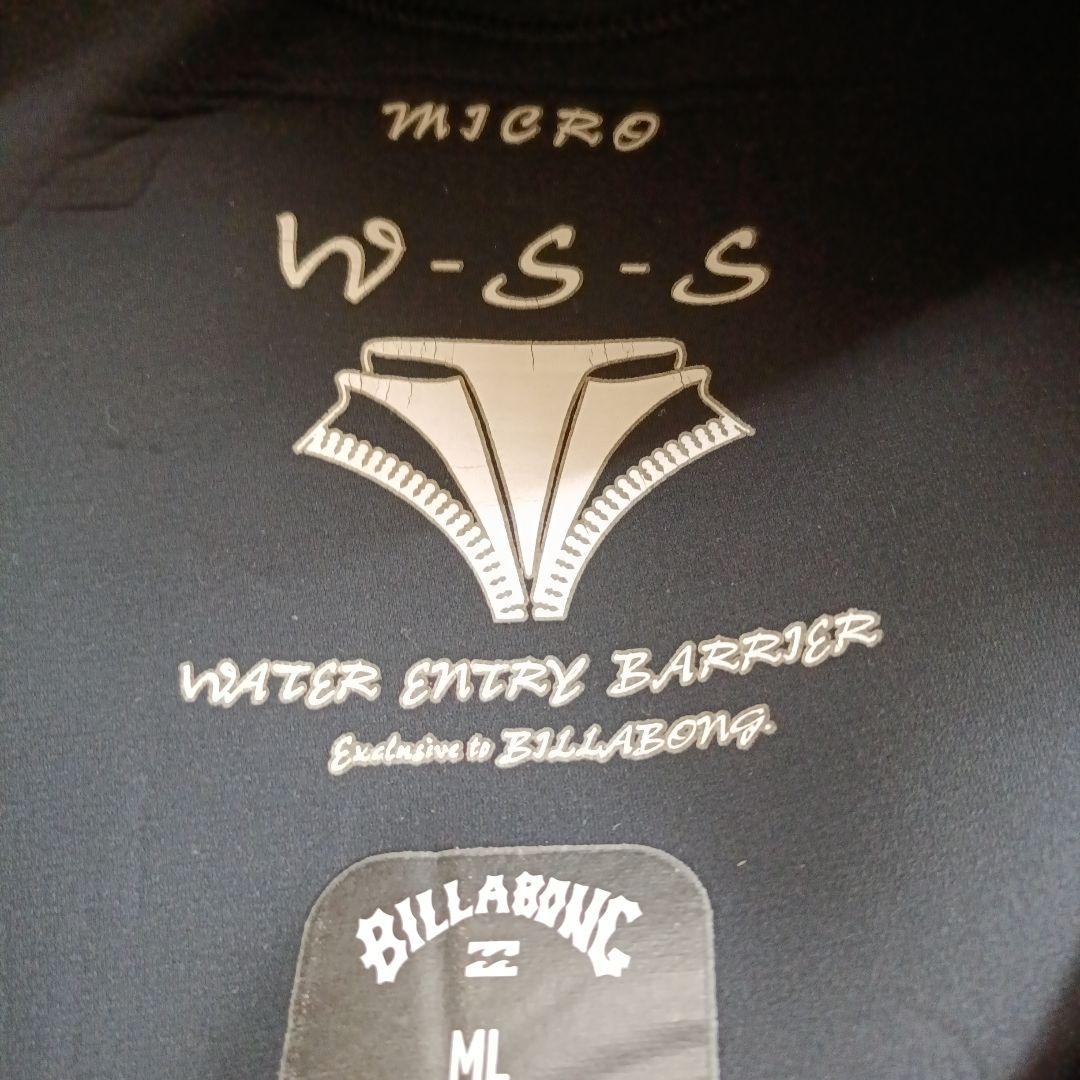 MICRO
W-S-S
WATER ENTRY BARRIER
Exclusive to BILLABONG.
BILLABONG
ML